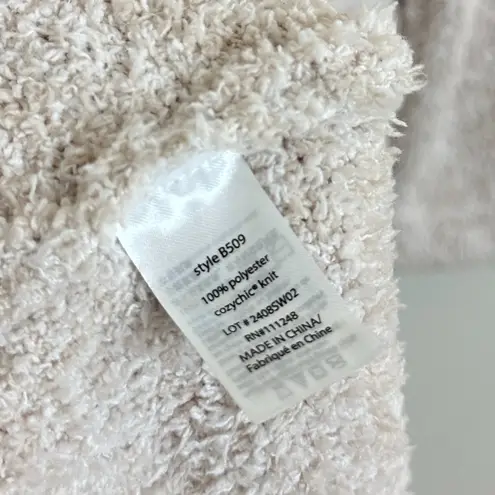 style B509
100% polyester
cozychic® knit
LOT # 2408SW02
RN#111248
MADE IN CHINA/
Fabriqué en Chine